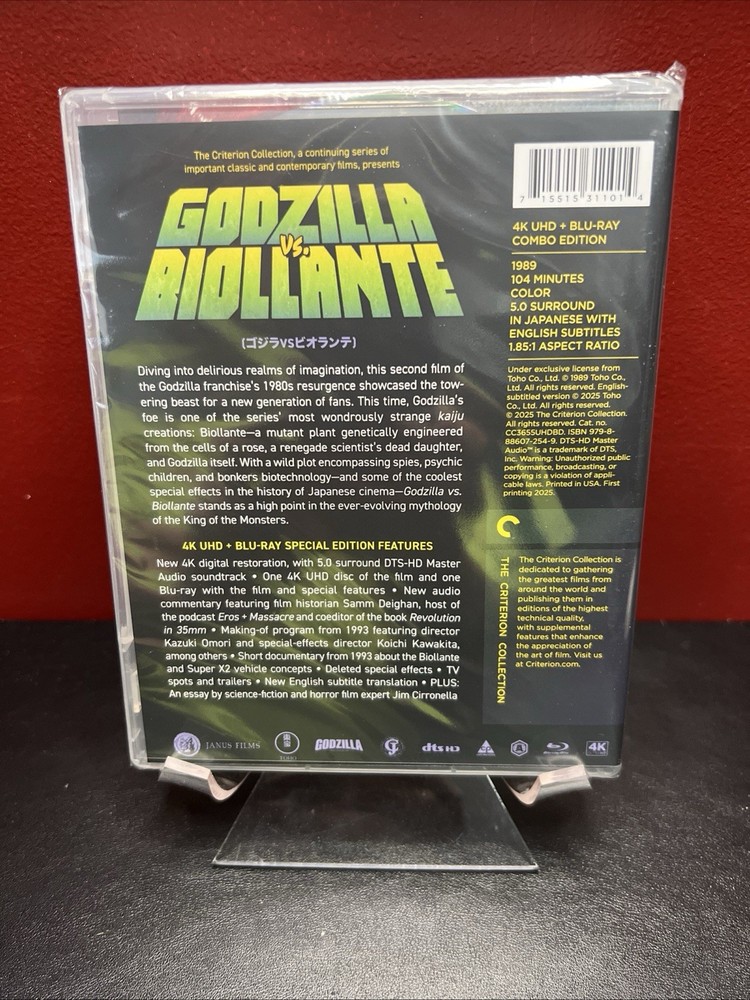 The Criterion Collection, a continuing series of
important classic and contemporary films, presents
GODZILLA
VS.
BIOLLANTE
(ゴジラVSビオランテ)
Diving into delirious realms of imagination, this second film of
the Godzilla franchise's 1980s resurgence showcased the tow-
ering beast for a new generation of fans. This time, Godzilla's
foe is one of the series' most wondrously strange kaiju
creations: Biollante—a mutant plant genetically engineered
from the cells of a rose, a renegade scientist's dead daughter,
and Godzilla itself. With a wild plot encompassing spies, psychic
children, and bonkers biotechnology—and some of the coolest
special effects in the history of Japanese cinema—Godzilla vs.
Biollante stands as a high point in the ever-evolving mythology
of the King of the Monsters.
4K UHD + BLU-RAY SPECIAL EDITION FEATURES
New 4K digital restoration, with 5.0 surround DTS-HD Master
Audio soundtrack • One 4K UHD disc of the film and one
Blu-ray with the film and special features • New audio
commentary featuring film historian Samm Deighan, host of
the podcast Eros + Massacre and coeditor of the book Revolution
in 35mm • Making-of program from 1993 featuring director
Kazuki Omori and special-effects director Koichi Kawakita,
among others • Short documentary from 1993 about the Biollante
and Super X2 vehicle concepts • Deleted special effects • TV
spots and trailers • New English subtitle translation • PLUS:
An essay by science-fiction and horror film expert Jim Cirronella
7 15515 31101 4
4K UHD + BLU-RAY
COMBO EDITION
1989
104 MINUTES
COLOR
5.0 SURROUND
IN JAPANESE WITH
ENGLISH SUBTITLES
1.85:1 ASPECT RATIO
Under exclusive license from
Toho Co., Ltd. © 1989 Toho Co.,
Ltd. All rights reserved. English-
subtitled version © 2025 Toho
Co., Ltd. All rights reserved.
© 2025 The Criterion Collection.
All rights reserved. Cat. no.
CC3655UHDBD. ISBN 979-8-
88607-254-9. DTS-HD Master
Audio™ is a trademark of DTS,
Inc. Warning: Unauthorized public
performance, broadcasting, or
copying is a violation of appli-
cable laws. Printed in USA. First
printing 2025.
THE CRITERION COLLECTION
The Criterion Collection is
dedicated to gathering
the greatest films from
around the world and
publishing them in
editions of the highest
technical quality,
with supplemental
features that enhance
the appreciation of
the art of film. Visit us
at Criterion.com.
JANUS FILMS
TOHO
GODZILLA
dts HD
Blu-ray
4K